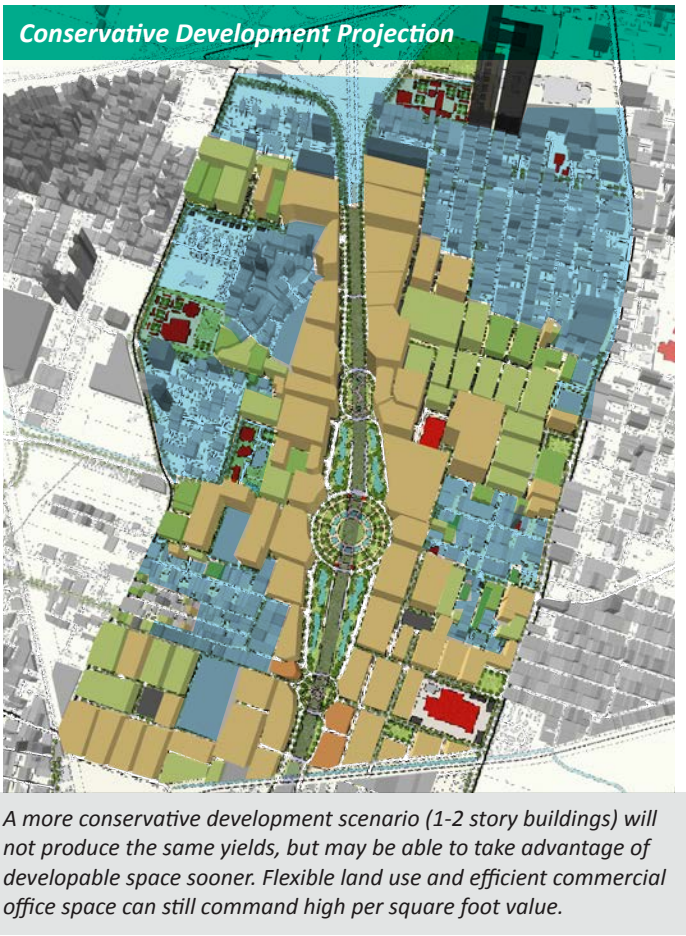 Conservative Development Projection
A more conservative development scenario (1-2 story buildings) will
not produce the same yields, but may be able to take advantage of
developable space sooner. Flexible land use and efficient commercial
office space can still command high per square foot value.